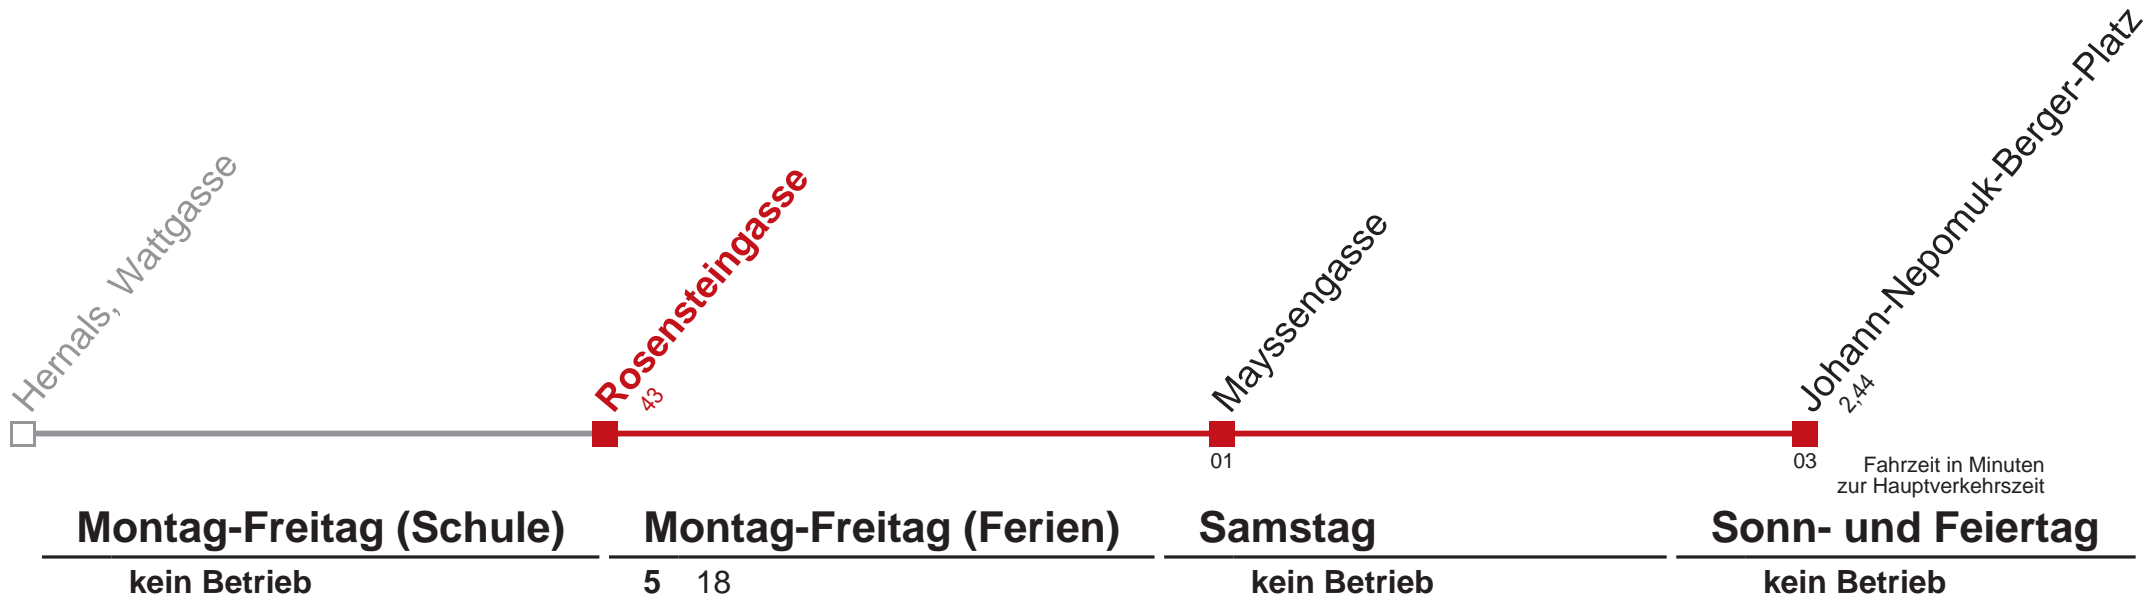 Hernals, Wattgasse
Rosensteingasse
43
Mayssengasse
Johann-Nepomuk-Berger-Platz
2,44
01
03
Fahrzeit in Minuten
zur Hauptverkehrszeit
Montag-Freitag (Schule)
kein Betrieb
Montag-Freitag (Ferien)
5 18
Samstag
kein Betrieb
Sonn- und Feiertag
kein Betrieb